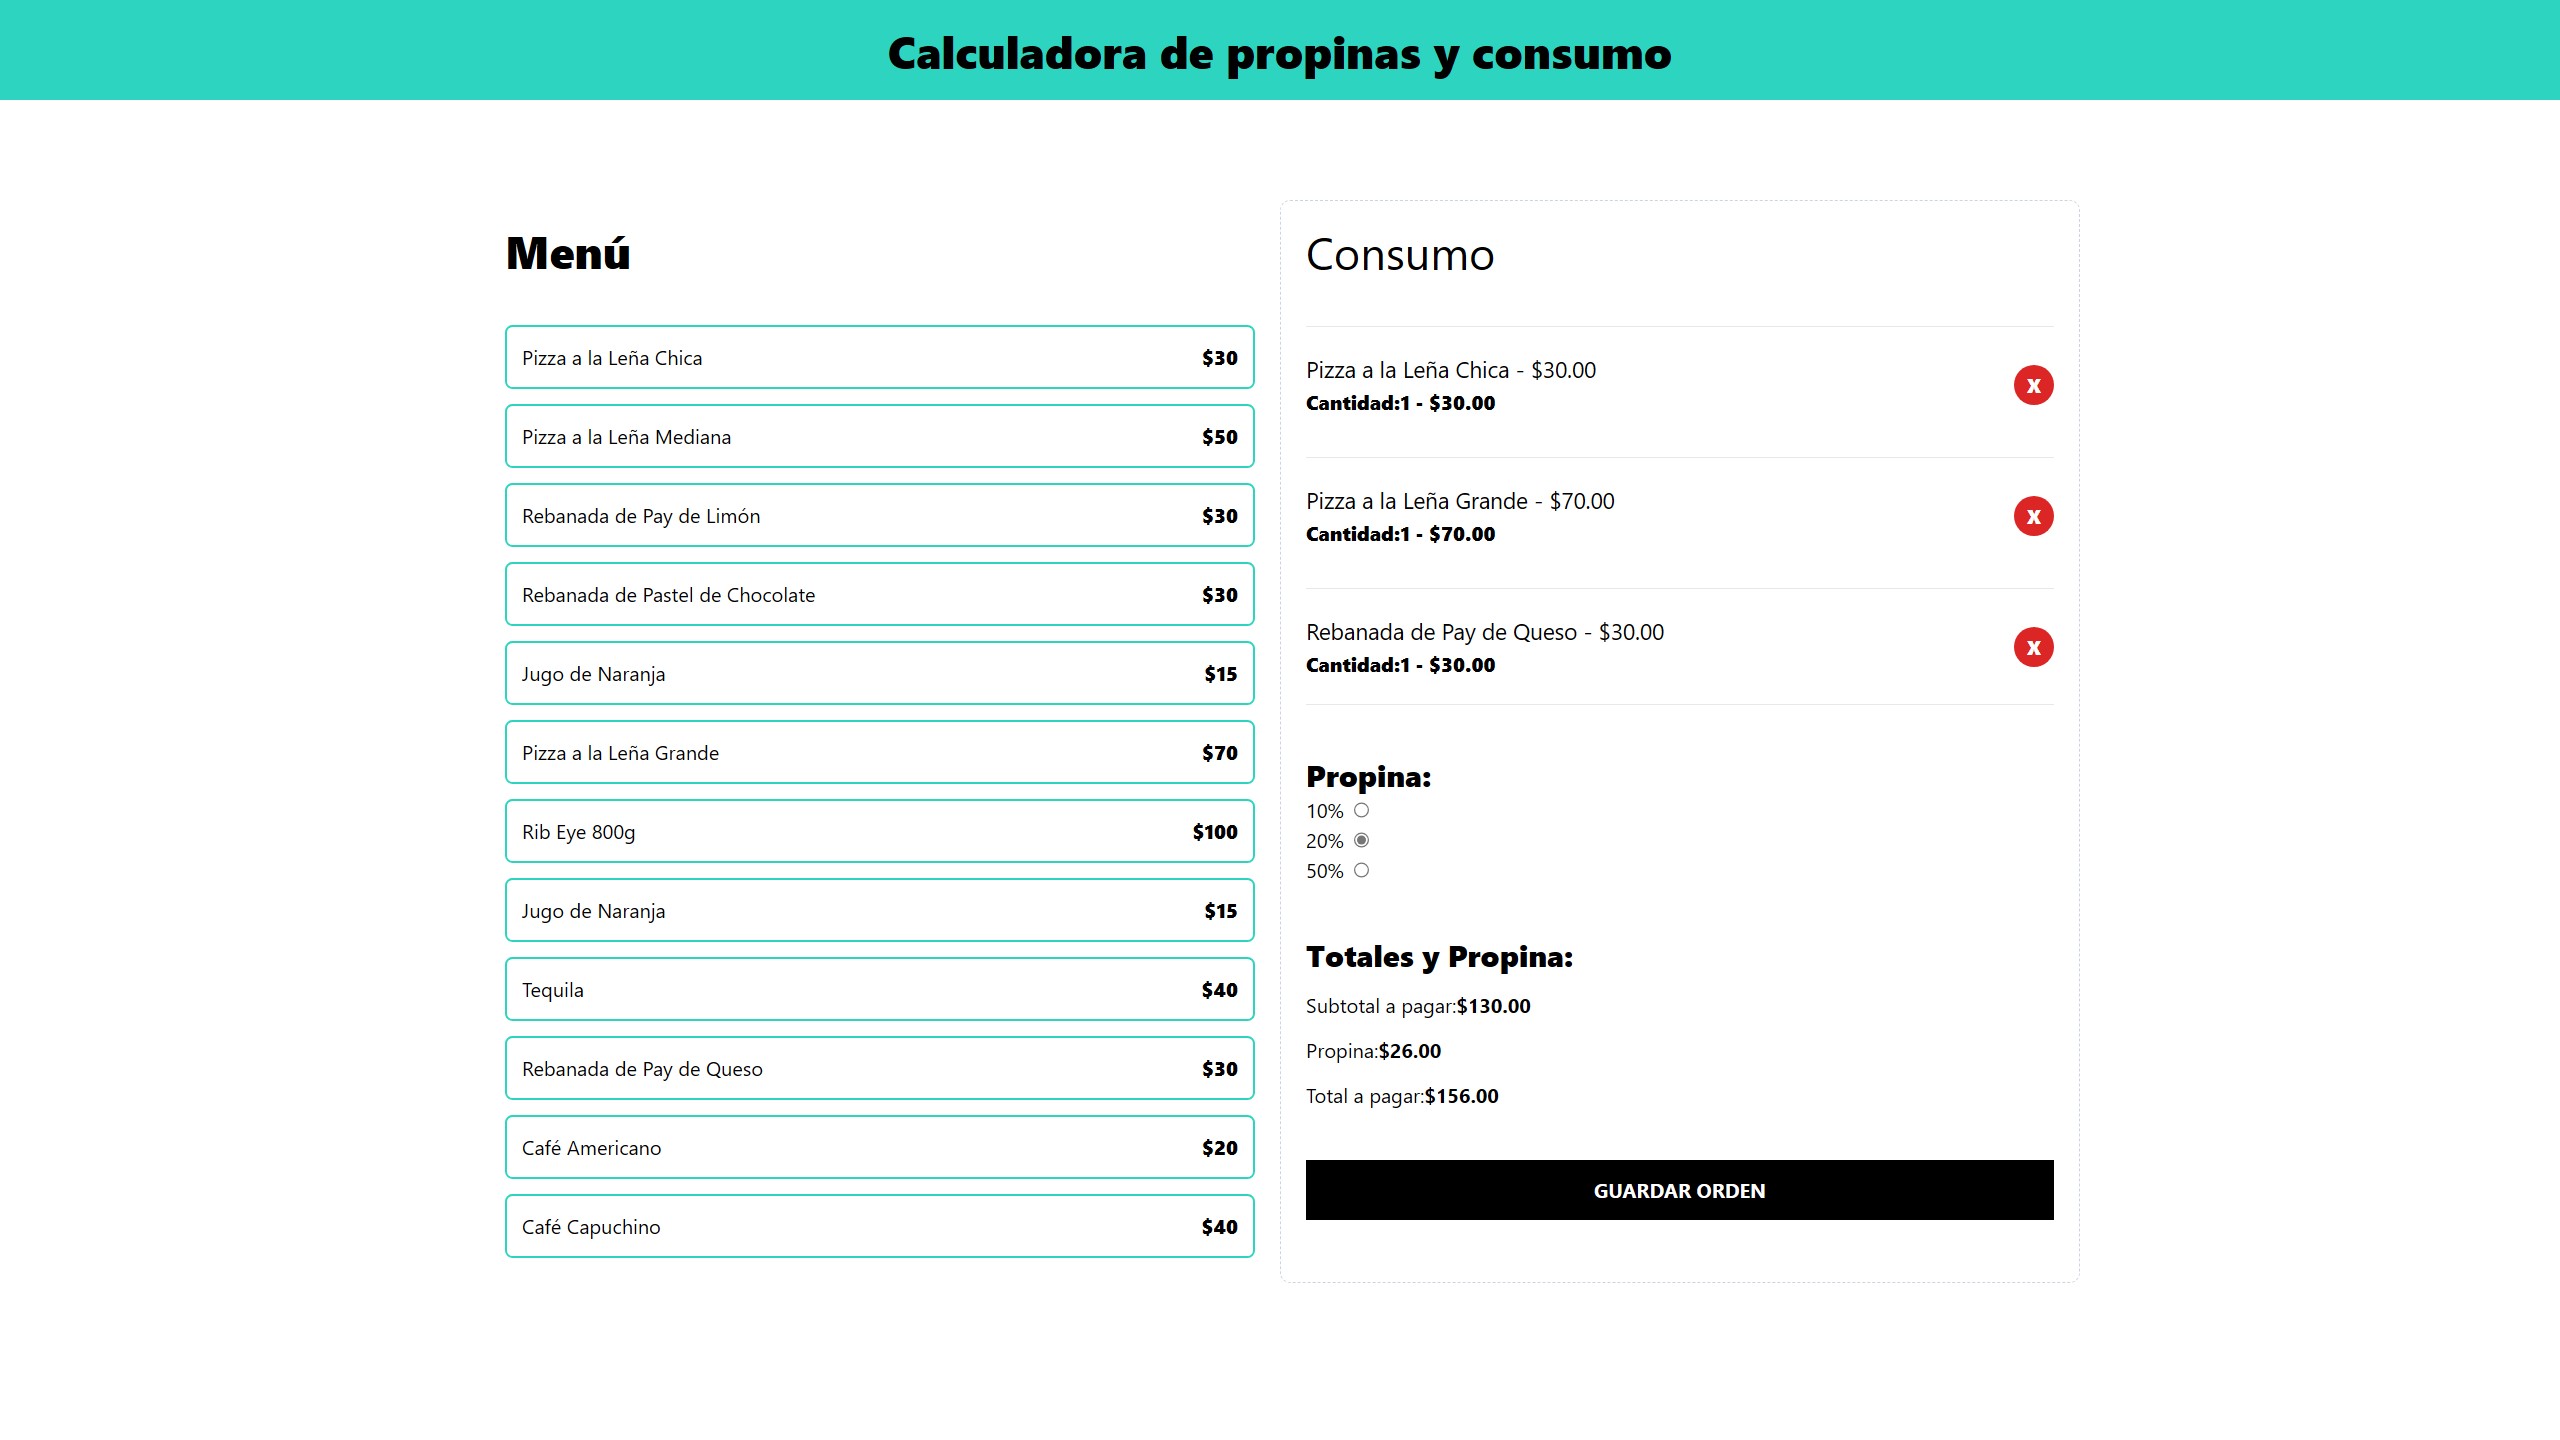 Calculadora de propinas y consumo
Menú
Pizza a la Leña Chica $30
Pizza a la Leña Mediana $50
Rebanada de Pay de Limón $30
Rebanada de Pastel de Chocolate $30
Jugo de Naranja $15
Pizza a la Leña Grande $70
Rib Eye 800g $100
Jugo de Naranja $15
Tequila $40
Rebanada de Pay de Queso $30
Café Americano $20
Café Capuchino $40
Consumo
Pizza a la Leña Chica - $30.00
Cantidad:1 - $30.00
X
Pizza a la Leña Grande - $70.00
Cantidad:1 - $70.00
X
Rebanada de Pay de Queso - $30.00
Cantidad:1 - $30.00
X
Propina:
10%
20%
50%
Totales y Propina:
Subtotal a pagar:$130.00
Propina:$26.00
Total a pagar:$156.00
GUARDAR ORDEN